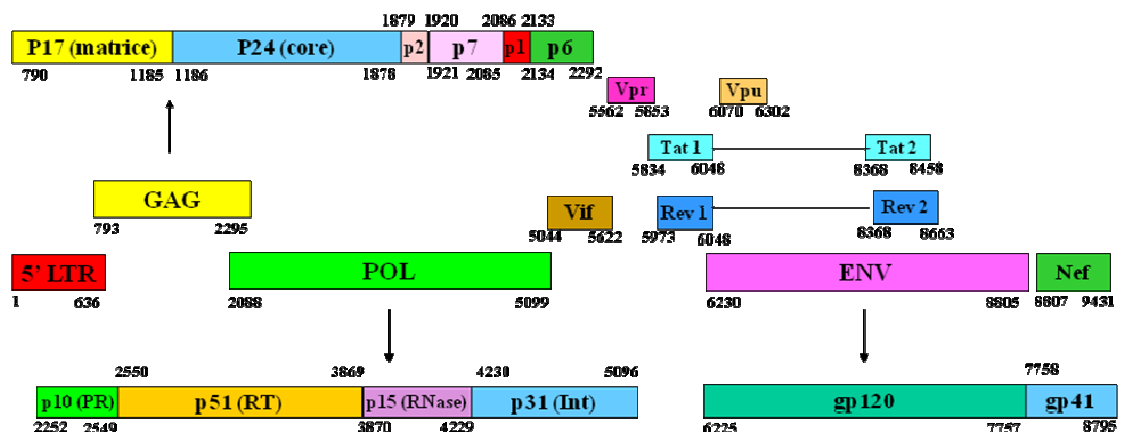 1879 1920 2086 2133
P17 (matrice) P24 (core) p2 p7 p1 p6
790 1185 1186 1878 1921 2085 2134 2292
Vpr Vpu
5562 5853 6070 6302
Tat 1 Tat 2
5834 6048 8368 8458
GAG
793 2295
Vif Rev 1 Rev 2
5044 5622 5973 6048 8368 8663
5' LTR POL ENV Nef
1 636 2088 5099 6230 8805 8807 9431
2550 3869 4230 5096 7758
p10 (PR) p51 (RT) p15 (RNase) p31 (Int) gp120 gp41
2252 2549 3870 4229 6225 7757 8795